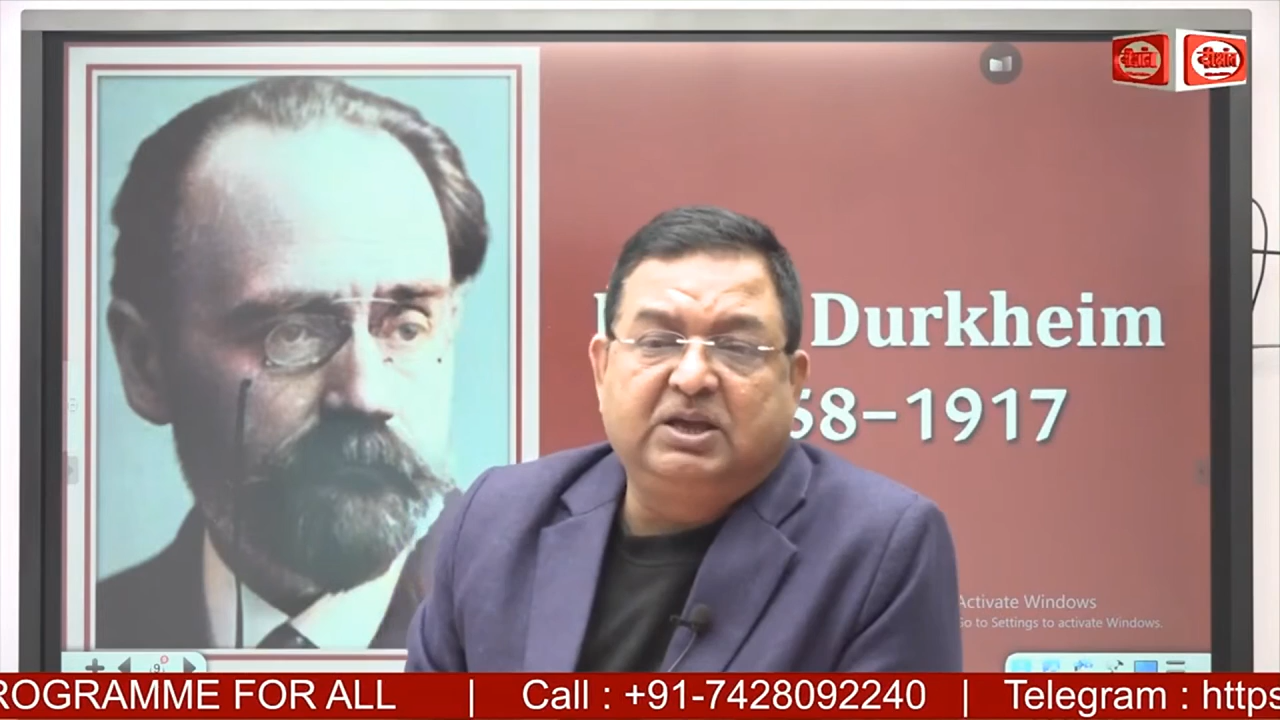 दीक्षांत
दीक्षांत
Durkheim
58–1917
Activate Windows
Go to Settings to activate Windows.
9
ROGRAMME FOR ALL | Call : +91-7428092240 | Telegram : https